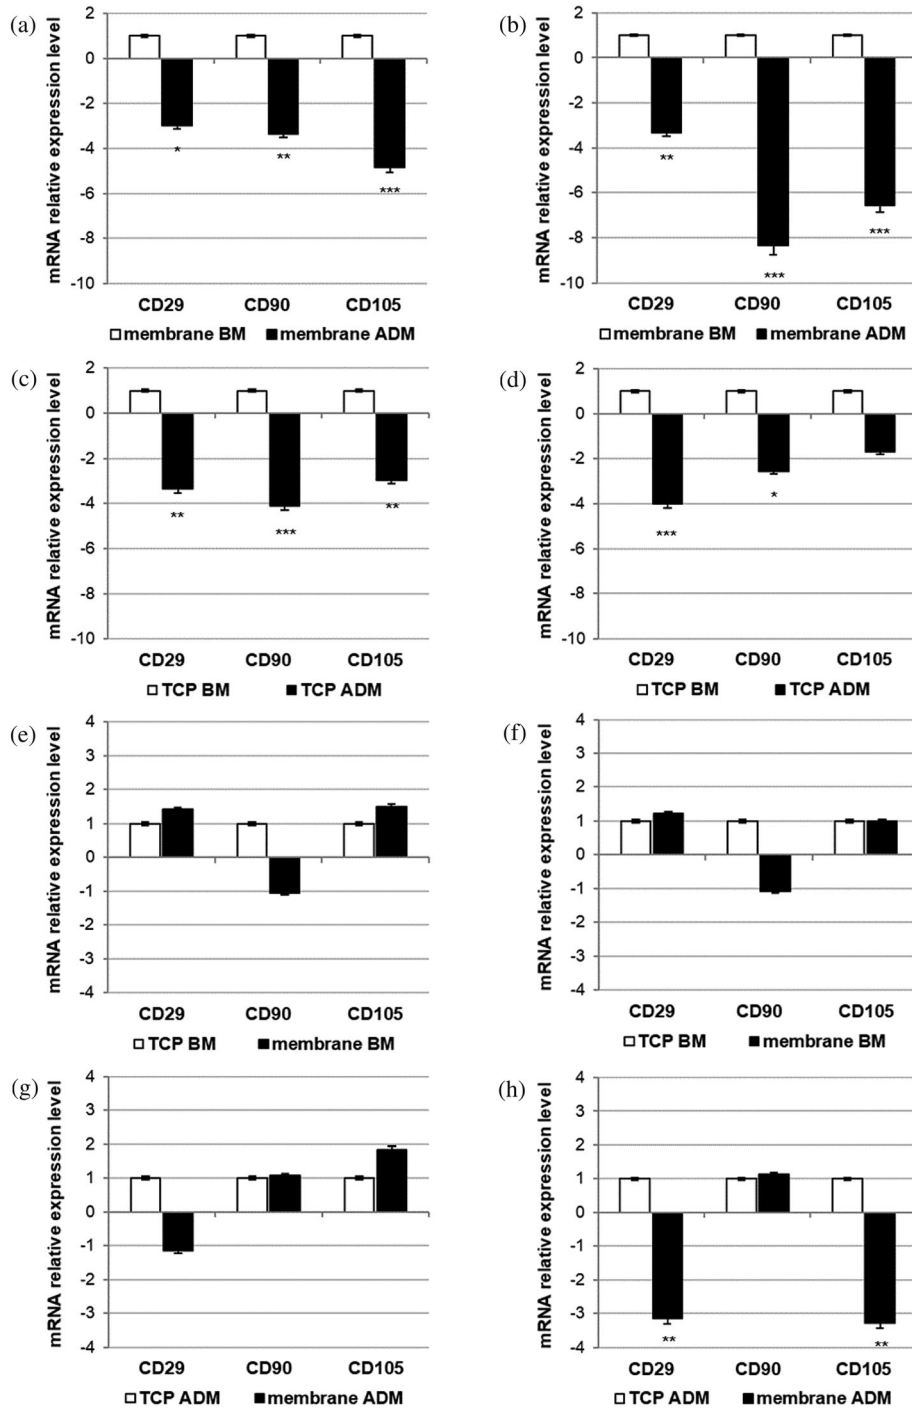 (a)
mRNA relative expression level
2
0
-2
-4
-6
-8
-10
*
**
***
CD29 CD90 CD105
membrane BM membrane ADM
(b)
mRNA relative expression level
2
0
-2
-4
-6
-8
-10
**
***
***
CD29 CD90 CD105
membrane BM membrane ADM
(c)
mRNA relative expression level
2
0
-2
-4
-6
-8
-10
**
***
**
CD29 CD90 CD105
TCP BM TCP ADM
(d)
mRNA relative expression level
2
0
-2
-4
-6
-8
-10
***
*
CD29 CD90 CD105
TCP BM TCP ADM
(e)
mRNA relative expression level
4
3
2
1
0
-1
-2
-3
-4
CD29 CD90 CD105
TCP BM membrane BM
(f)
mRNA relative expression level
4
3
2
1
0
-1
-2
-3
-4
CD29 CD90 CD105
TCP BM membrane BM
(g)
mRNA relative expression level
4
3
2
1
0
-1
-2
-3
-4
CD29 CD90 CD105
TCP ADM membrane ADM
(h)
mRNA relative expression level
4
3
2
1
0
-1
-2
-3
-4
**
**
CD29 CD90 CD105
TCP ADM membrane ADM